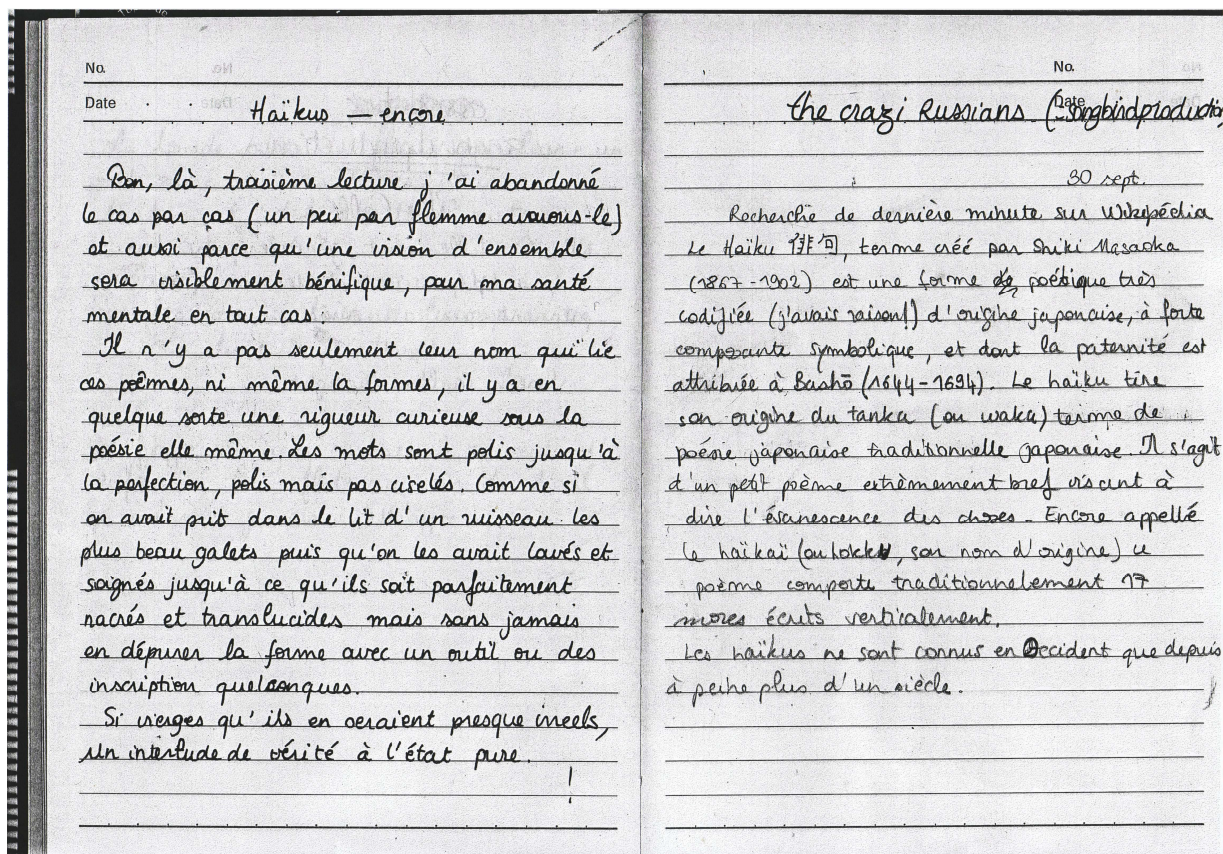 No.
Date
Haïkus — encore
Bon, là, troisième lecture j'ai abandonné
le cas par cas (un peu par flemme avouons-le)
et aussi parce qu'une vision d'ensemble
sera visiblement bénifique, pour ma santé
mentale en tout cas.
Il n'y a pas seulement leur nom qui lie
ces poêmes, ni même la formes, il y a en
quelque sorte une rigueur curieuse sous la
poésie elle même. Les mots sont polis jusqu'à
la perfection, polis mais pas ciselés. Comme si
on avait prit dans le lit d'un ruisseau les
plus beau galets puis qu'on les avait lavés et
soignés jusqu'à ce qu'ils soit parfaitement
nacrés et translucides mais sans jamais
en dépurer la forme avec un outil ou des
inscription quelconques.
Si vierges qu'ils en seraient presque irréels,
un interlude de vérité à l'état pure.
!
No.
Date
the crazi Russians (-Songbirdproduction
30 sept.
Recherche de dernière minute sur Wikipédia
Le Haïku 俳句, terme créé par Shiki Masaoka
(1867-1902) est une forme poétique très
codifiée (j'avais raison!) d'origine japonaise, à forte
composante symbolique, et dont la paternité est
attribuée à Bashō (1644-1694). Le haïku tire
son origine du tanka (ou waka) terme de
poésie japonaise traditionnelle japonaise. Il s'agit
d'un petit poème extrèmement bref visant à
dire l'évanescence des choses. Encore appellé
le haïkaï (ou hokku, son nom d'origine) ce
poème comporte traditionnelement 17
mores écrits verticalement.
Les haïkus ne sont connus en Occident que depuis
à peine plus d'un siècle.